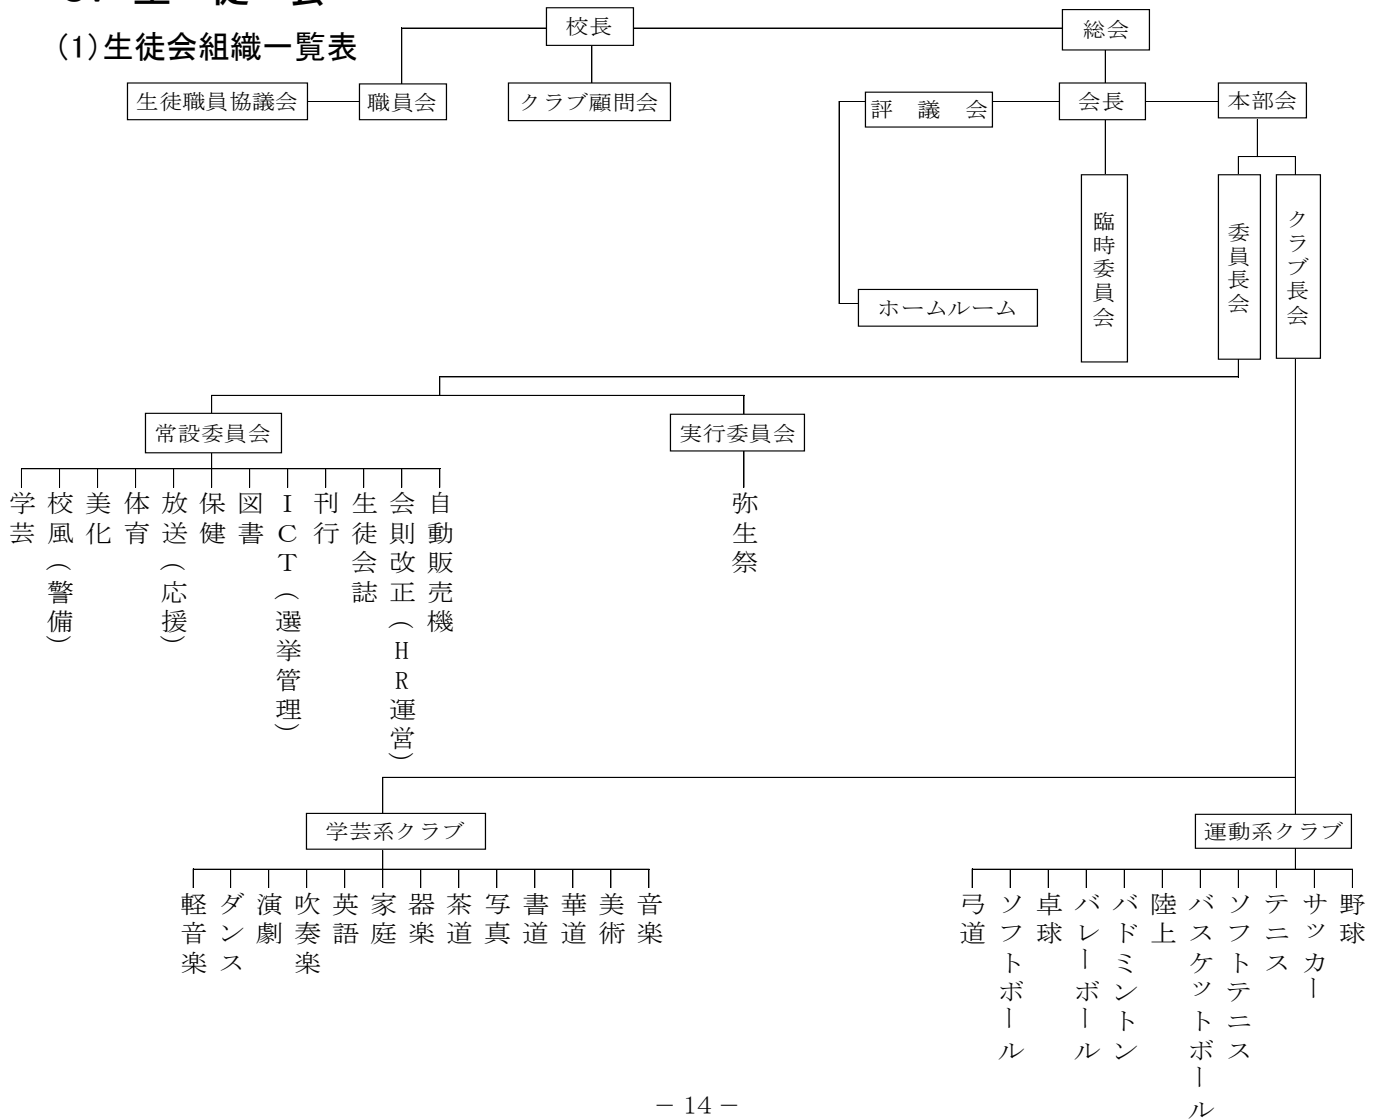 生 徒 会
(1)生徒会組織一覧表
校長
総会
生徒職員協議会
職員会
クラブ顧問会
評 議 会
会長
本部会
臨時委員会
委員長会
クラブ長会
ホームルーム
常設委員会
実行委員会
学芸
校風(警備)
美化
体育
放送(応援)
保健
図書
ICT(選挙管理)
刊行
生徒会誌
会則改正(HR運営)
自動販売機
弥生祭
学芸系クラブ
運動系クラブ
軽音楽
ダンス
演劇
吹奏楽
英語
家庭
器楽
茶道
写真
書道
華道
美術
音楽
弓道
ソフトボール
卓球
バレーボール
バドミントン
陸上
バスケットボール
ソフトテニス
テニス
サッカー
野球
− 14 −